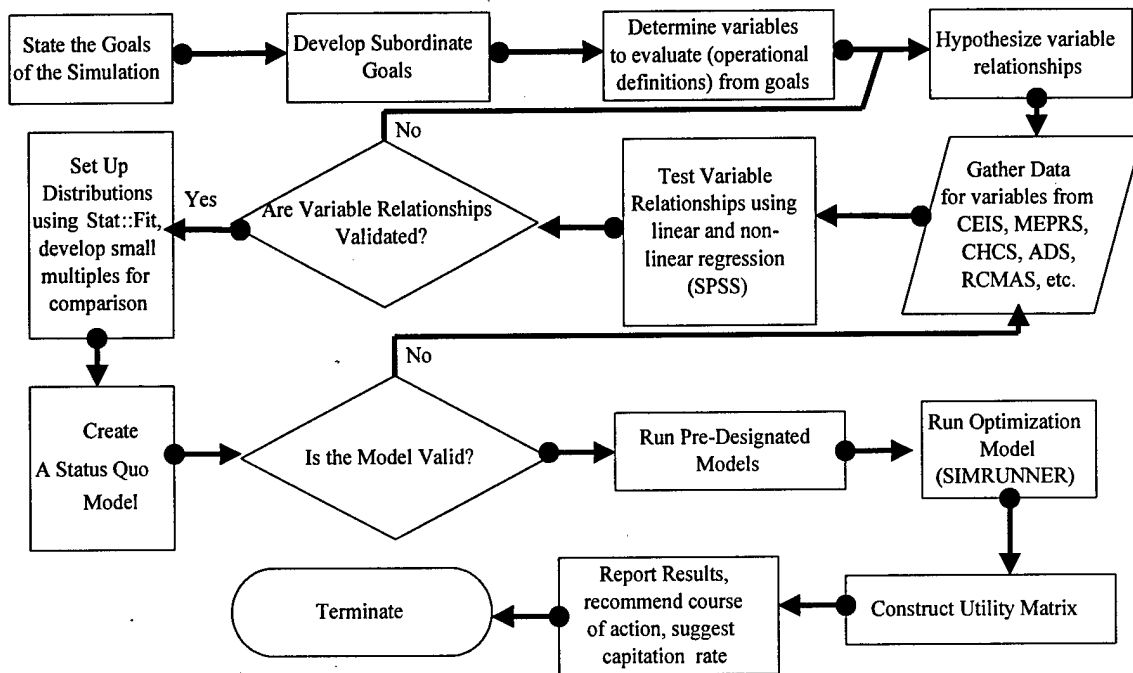 State the Goals
of the Simulation
Develop Subordinate
Goals
Determine variables
to evaluate (operational
definitions) from goals
Hypothesize variable
relationships
Gather Data
for variables from
CEIS, MEPRS,
CHCS, ADS,
RCMAS, etc.
Test Variable
Relationships using
linear and non-
linear regression
(SPSS)
No
Are Variable Relationships
Validated?
Yes
Set Up
Distributions
using Stat::Fit,
develop small
multiples for
comparison
Create
A Status Quo
Model
No
Is the Model Valid?
Run Pre-Designated
Models
Run Optimization
Model
(SIMRUNNER)
Construct Utility Matrix
Report Results,
recommend course
of action, suggest
capitation rate
Terminate